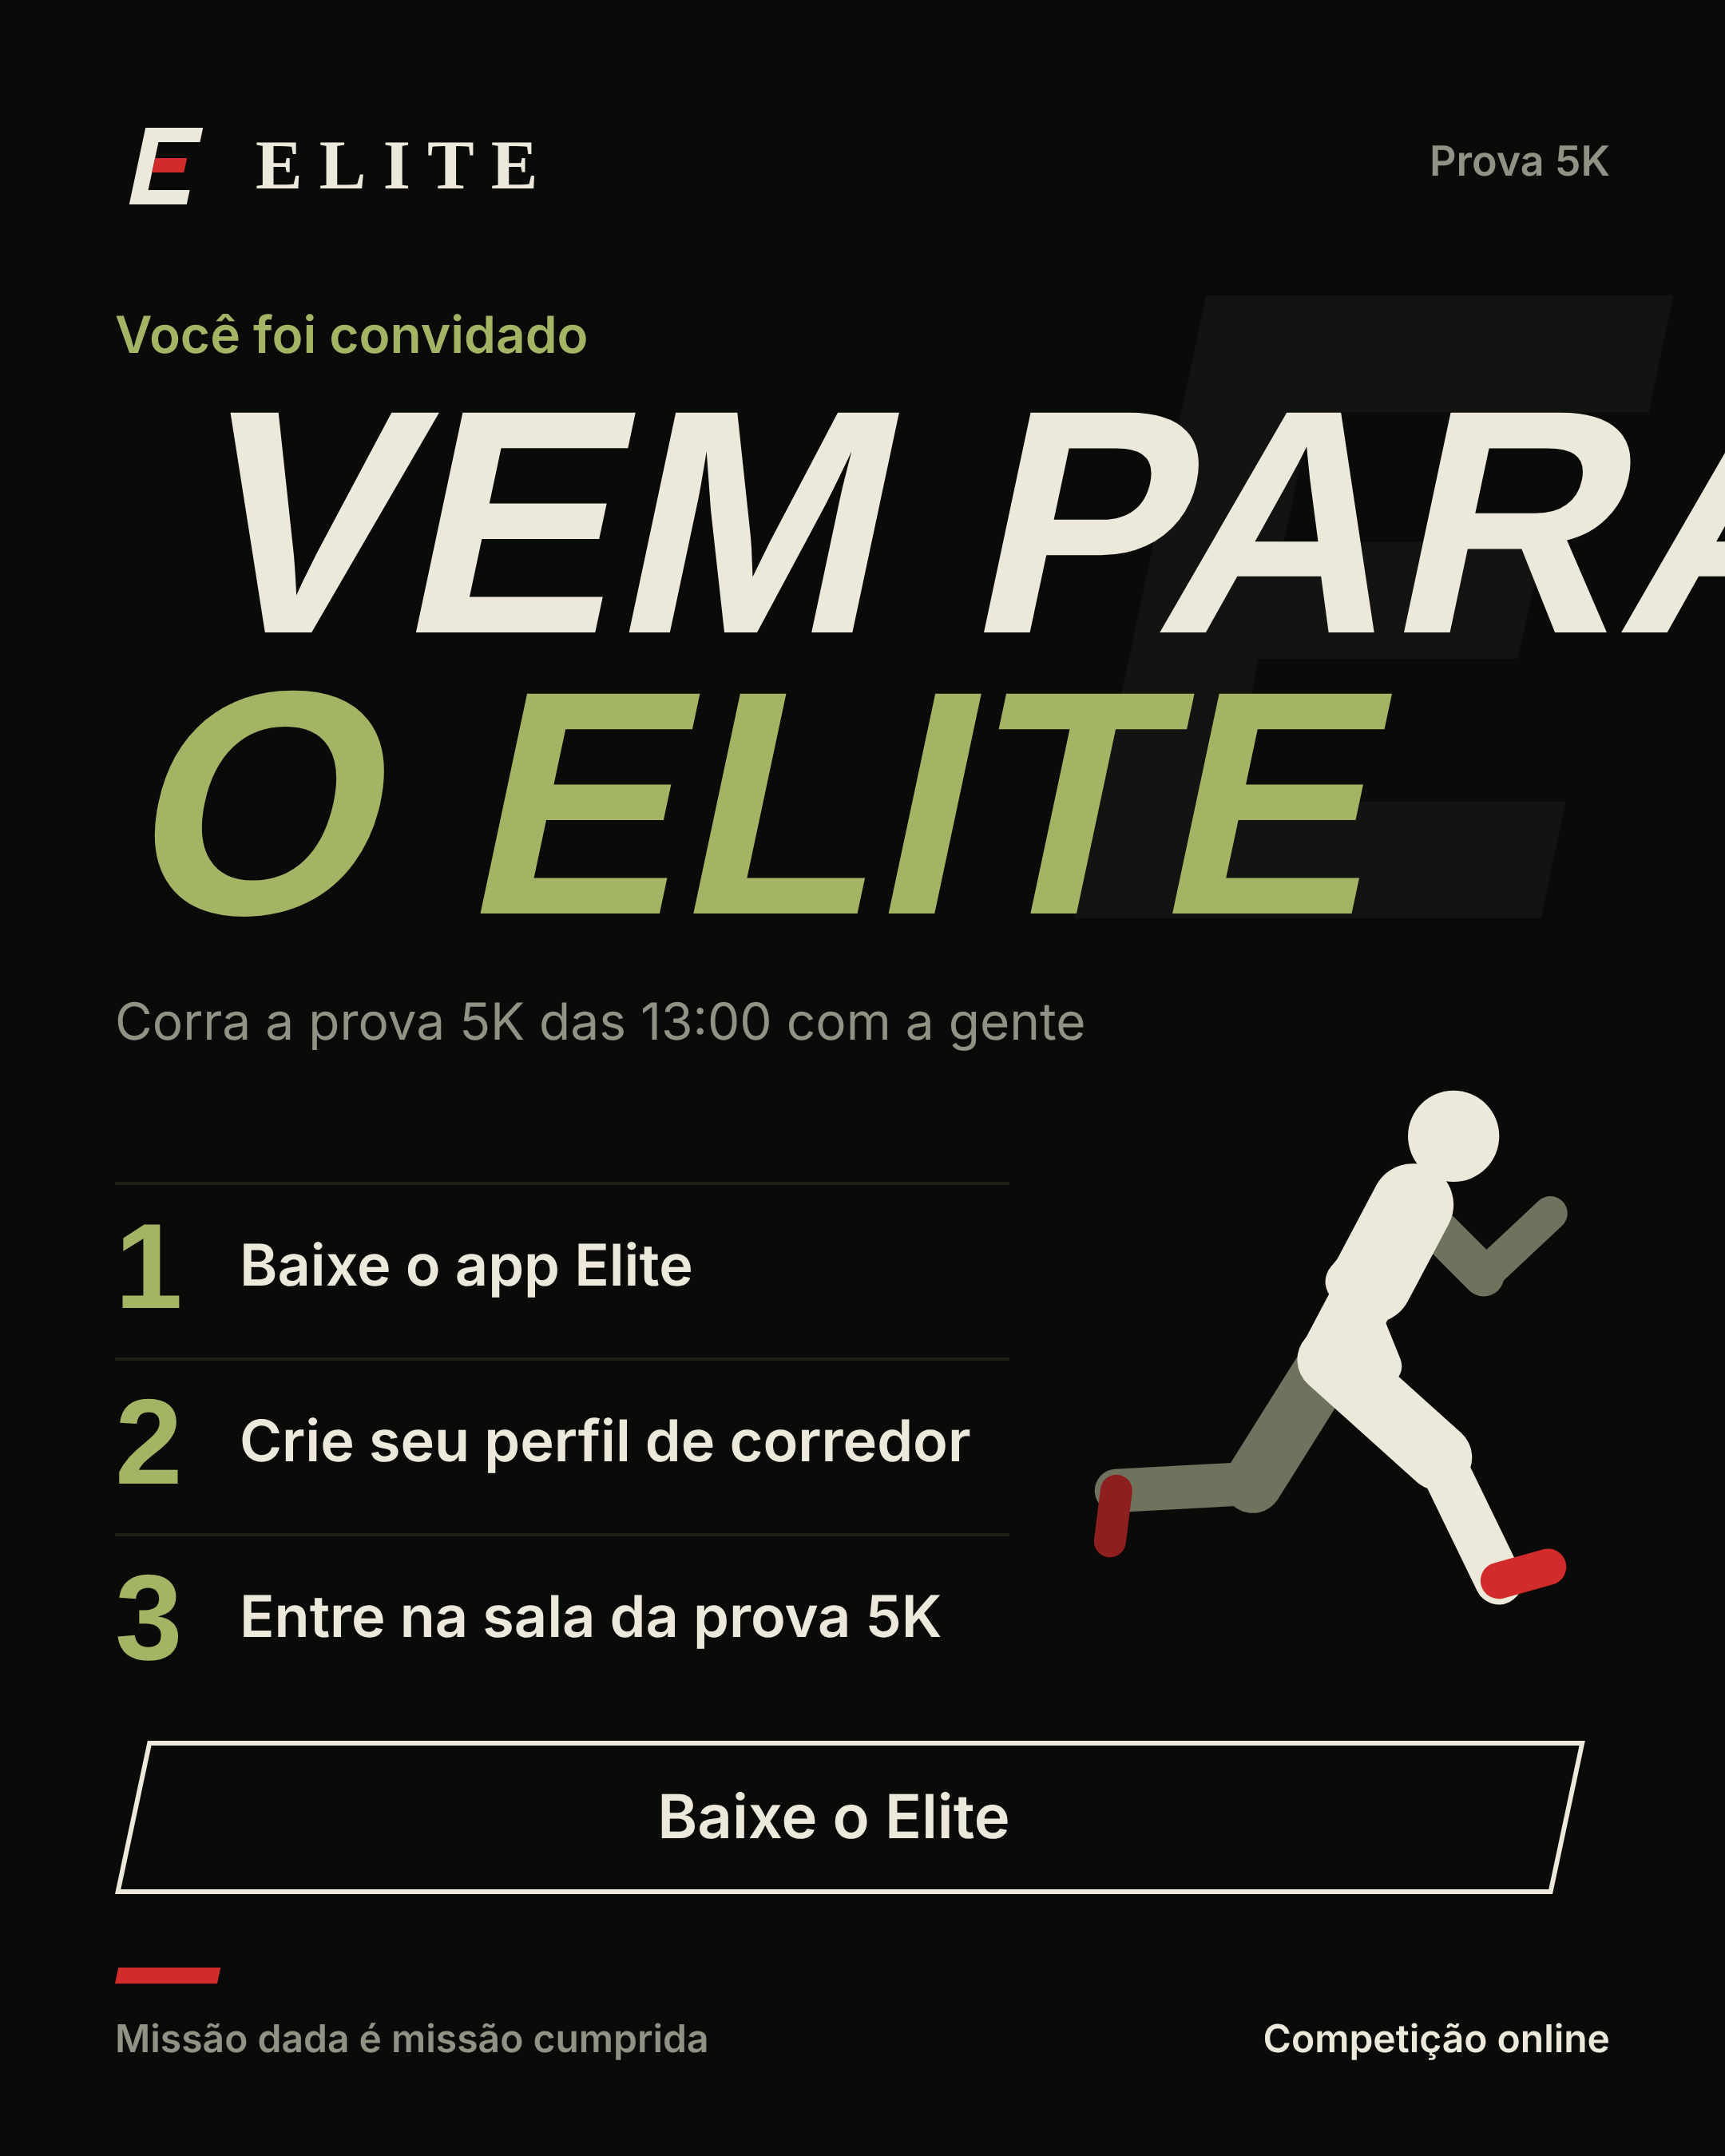 E ELITE
Prova 5K
Você foi convidado
VEM PARA
O ELITE
Corra a prova 5K das 13:00 com a gente
1 Baixe o app Elite
2 Crie seu perfil de corredor
3 Entre na sala da prova 5K
Baixe o Elite
Missão dada é missão cumprida
Competição online